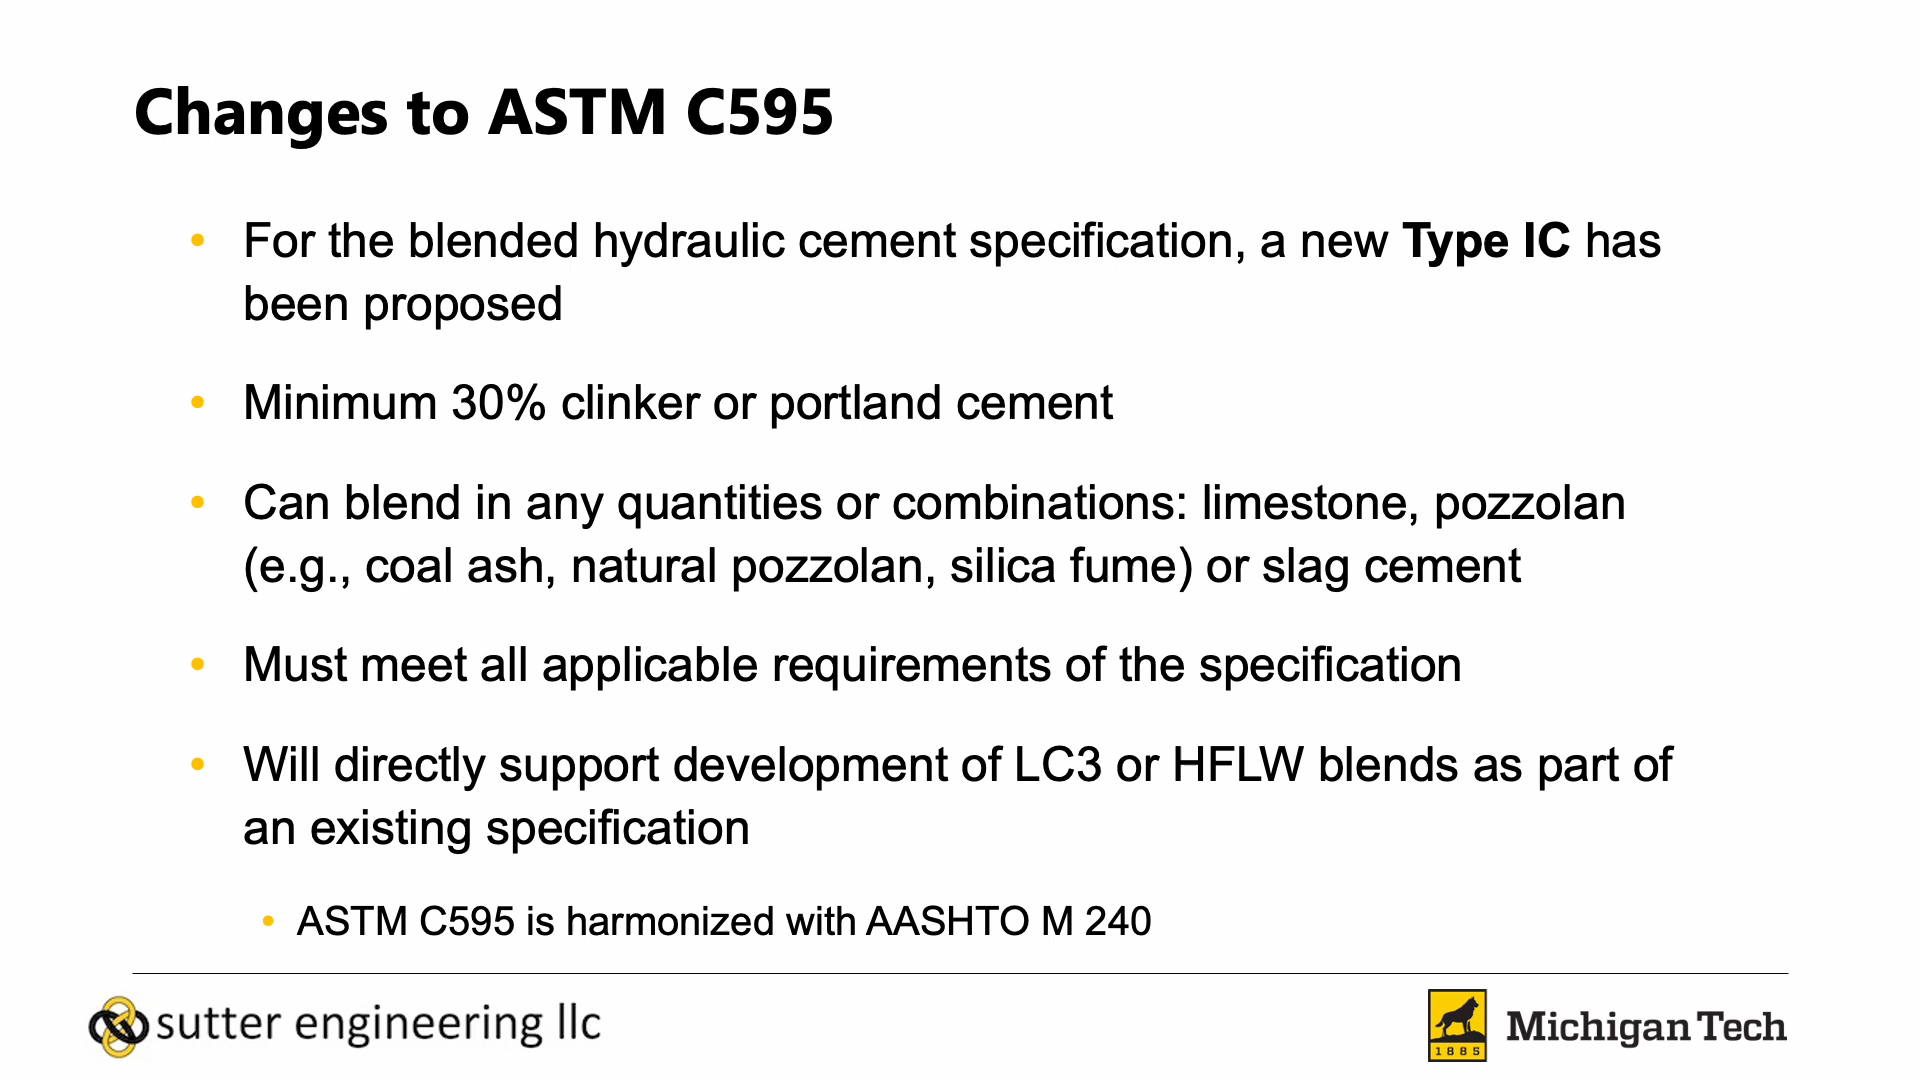 Changes to ASTM C595
• For the blended hydraulic cement specification, a new Type IC has
been proposed
• Minimum 30% clinker or portland cement
• Can blend in any quantities or combinations: limestone, pozzolan
(e.g., coal ash, natural pozzolan, silica fume) or slag cement
• Must meet all applicable requirements of the specification
• Will directly support development of LC3 or HFLW blends as part of
an existing specification
• ASTM C595 is harmonized with AASHTO M 240
sutter engineering llc
1885
Michigan Tech